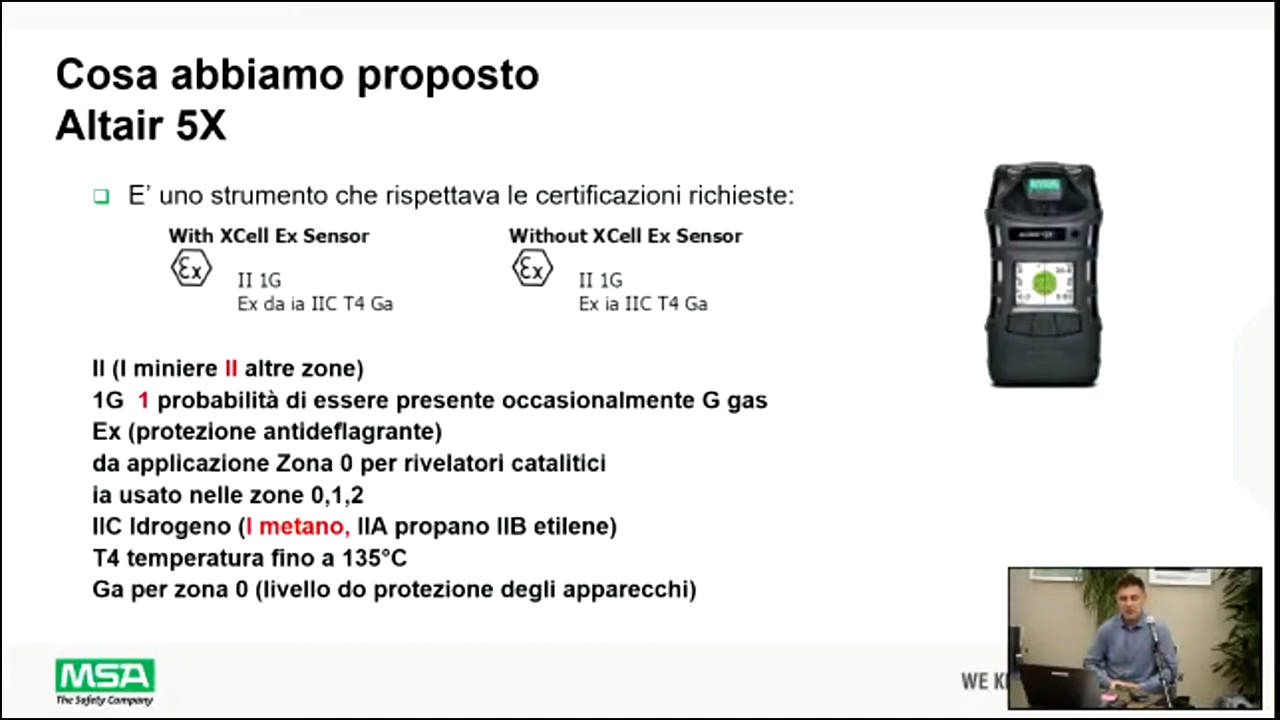 Cosa abbiamo proposto
Altair 5X
E' uno strumento che rispettava le certificazioni richieste:
With XCell Ex Sensor
Without XCell Ex Sensor
Ex
II 1G
Ex da ia IIC T4 Ga
Ex
II 1G
Ex ia IIC T4 Ga
II (I miniere II altre zone)
1G 1 probabilità di essere presente occasionalmente G gas
Ex (protezione antideflagrante)
da applicazione Zona 0 per rivelatori catalitici
ia usato nelle zone 0,1,2
IIC Idrogeno (I metano, IIA propano IIB etilene)
T4 temperatura fino a 135°C
Ga per zona 0 (livello do protezione degli apparecchi)
MSA
The Safety Company
WE